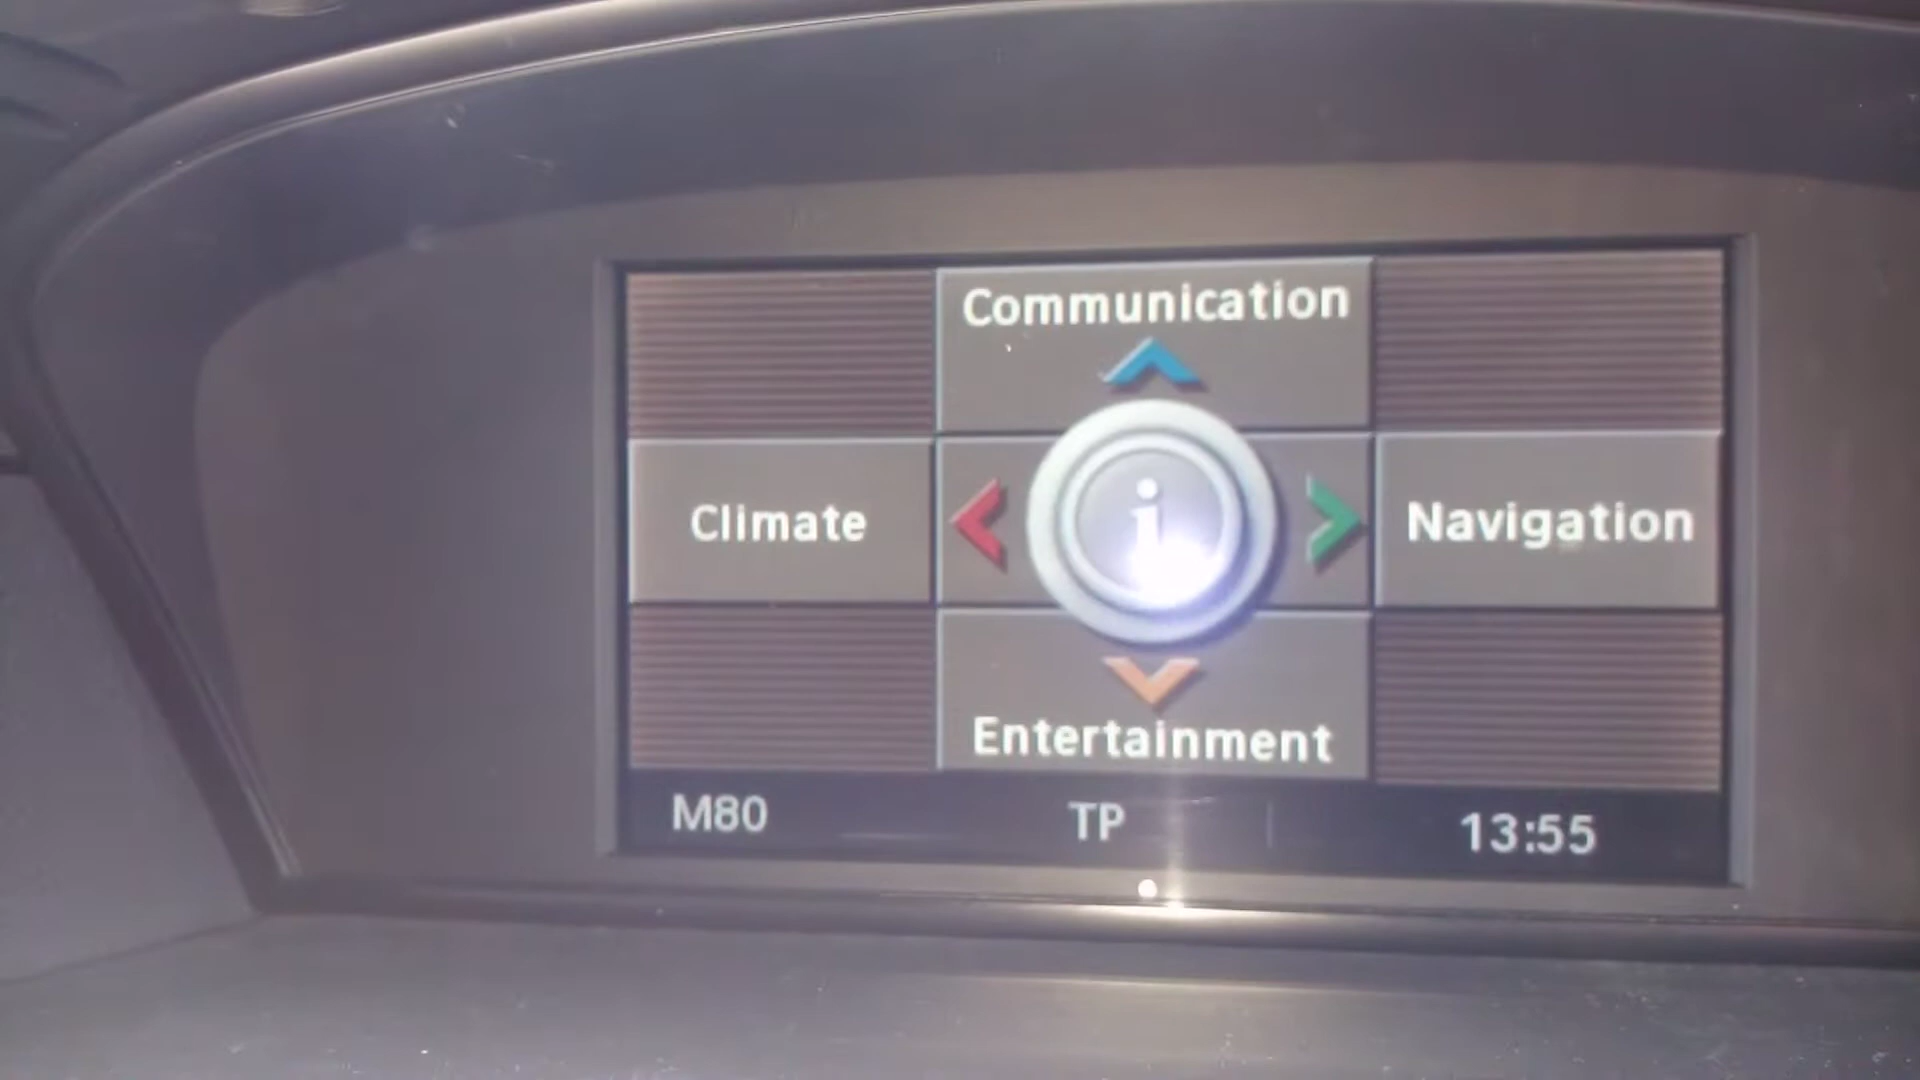 Communication
Climate
i
Navigation
Entertainment
M80 TP 13:55